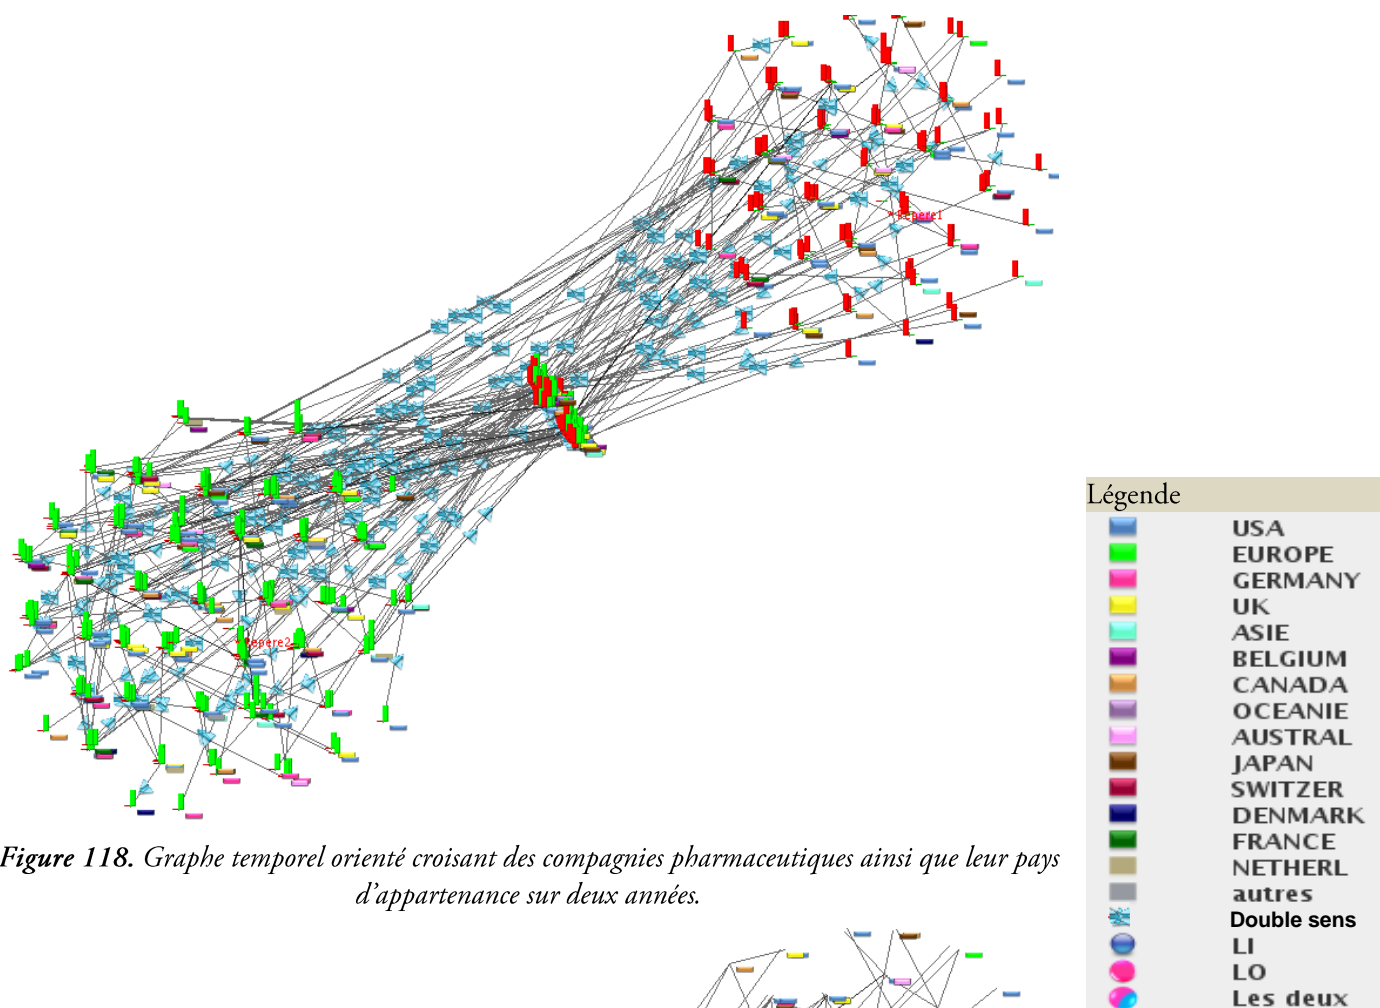 Repere1
Repere2
Légende
USA
EUROPE
GERMANY
UK
ASIE
BELGIUM
CANADA
OCEANIE
AUSTRAL
JAPAN
SWITZER
DENMARK
FRANCE
NETHERL
autres
Double sens
LI
LO
Les deux
Figure 118. Graphe temporel orienté croisant des compagnies pharmaceutiques ainsi que leur pays
d’appartenance sur deux années.